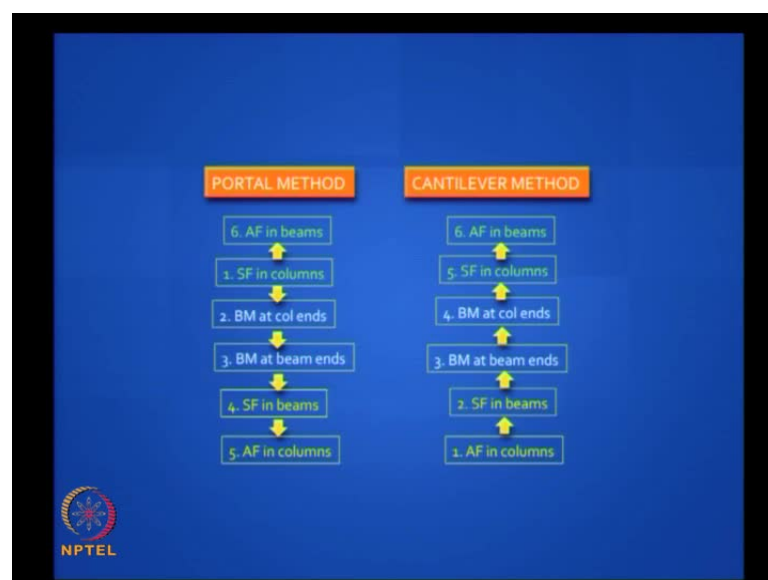 PORTAL METHOD
6. AF in beams
1. SF in columns
2. BM at col ends
3. BM at beam ends
4. SF in beams
5. AF in columns
CANTILEVER METHOD
6. AF in beams
5. SF in columns
4. BM at col ends
3. BM at beam ends
2. SF in beams
1. AF in columns
NPTEL